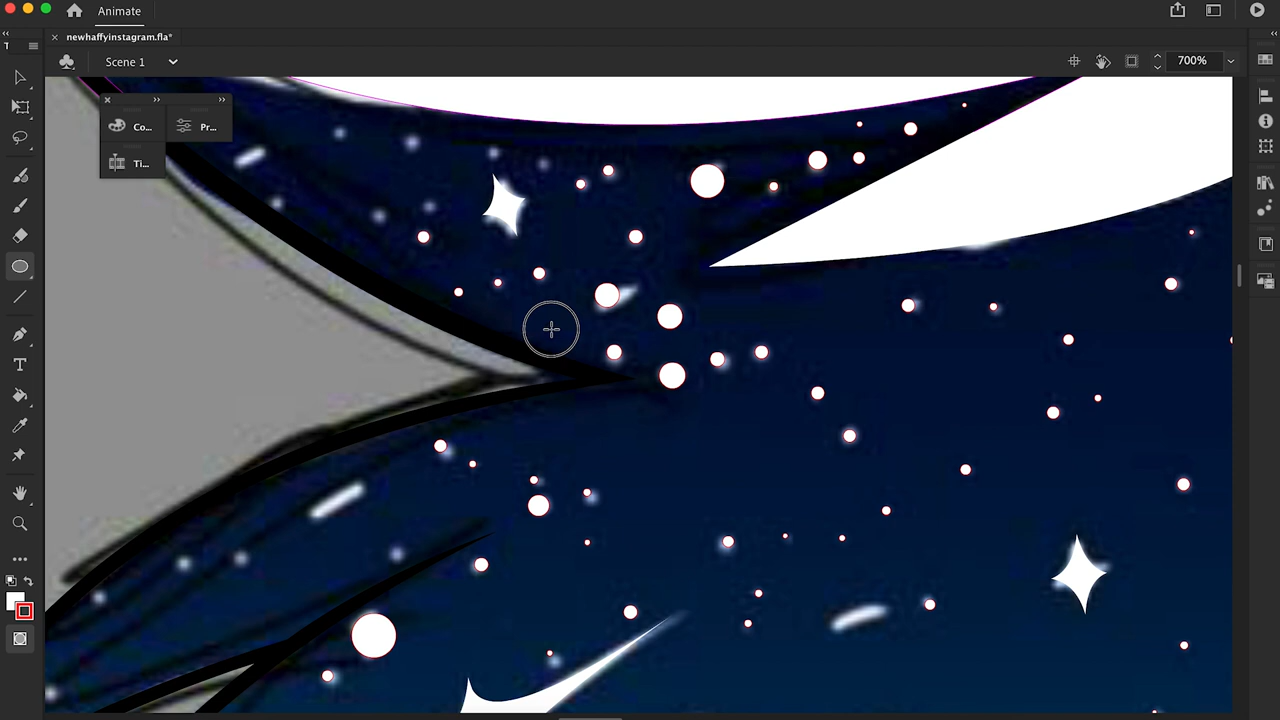 Animate
newhaffyinstagram.fla*
T
Scene 1
700%
Co...
Pr...
Ti...
T